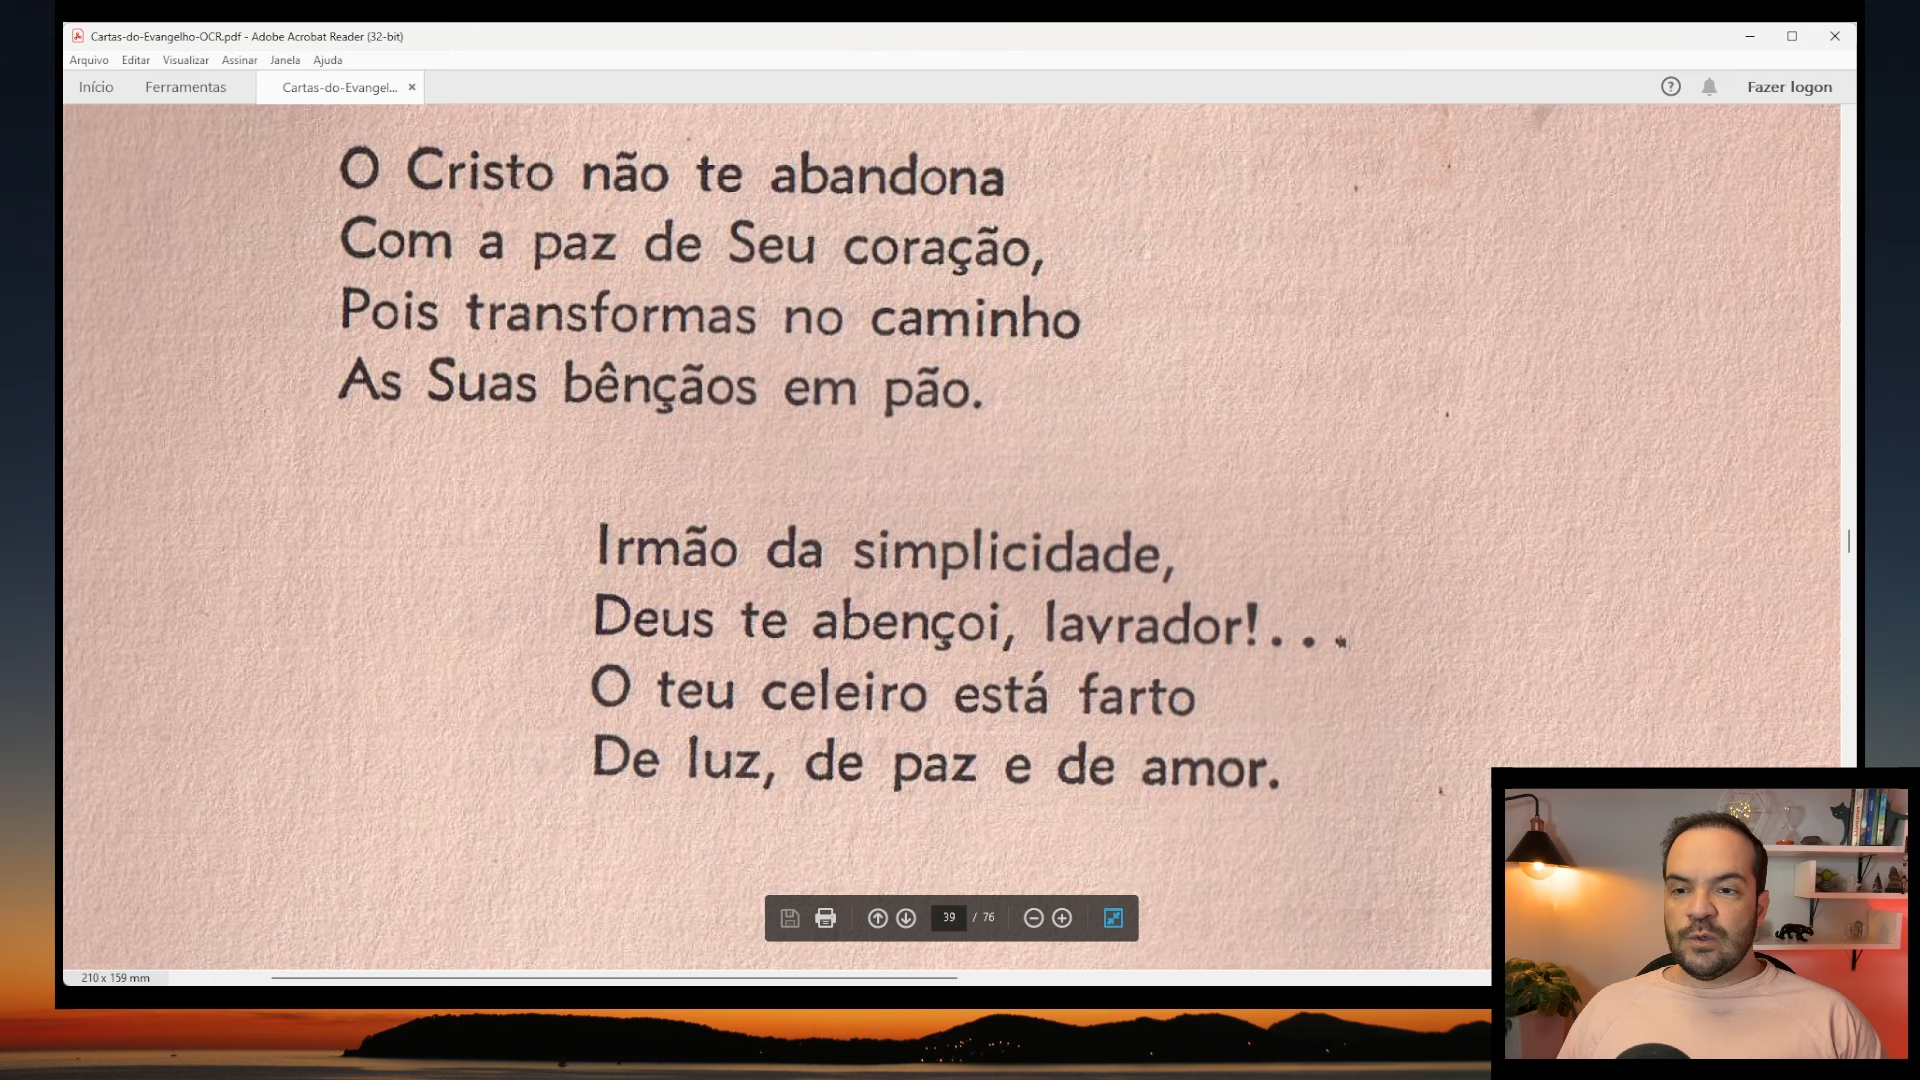 Cartas-do-Evangelho-OCR.pdf - Adobe Acrobat Reader (32-bit)
Arquivo Editar Visualizar Assinar Janela Ajuda
Início Ferramentas Cartas-do-Evangel... × Fazer logon
O Cristo não te abandona
Com a paz de Seu coração,
Pois transformas no caminho
As Suas bênçãos em pão.
Irmão da simplicidade,
Deus te abençoi, lavrador!...
O teu celeiro está farto
De luz, de paz e de amor.
39 / 76
210 x 159 mm